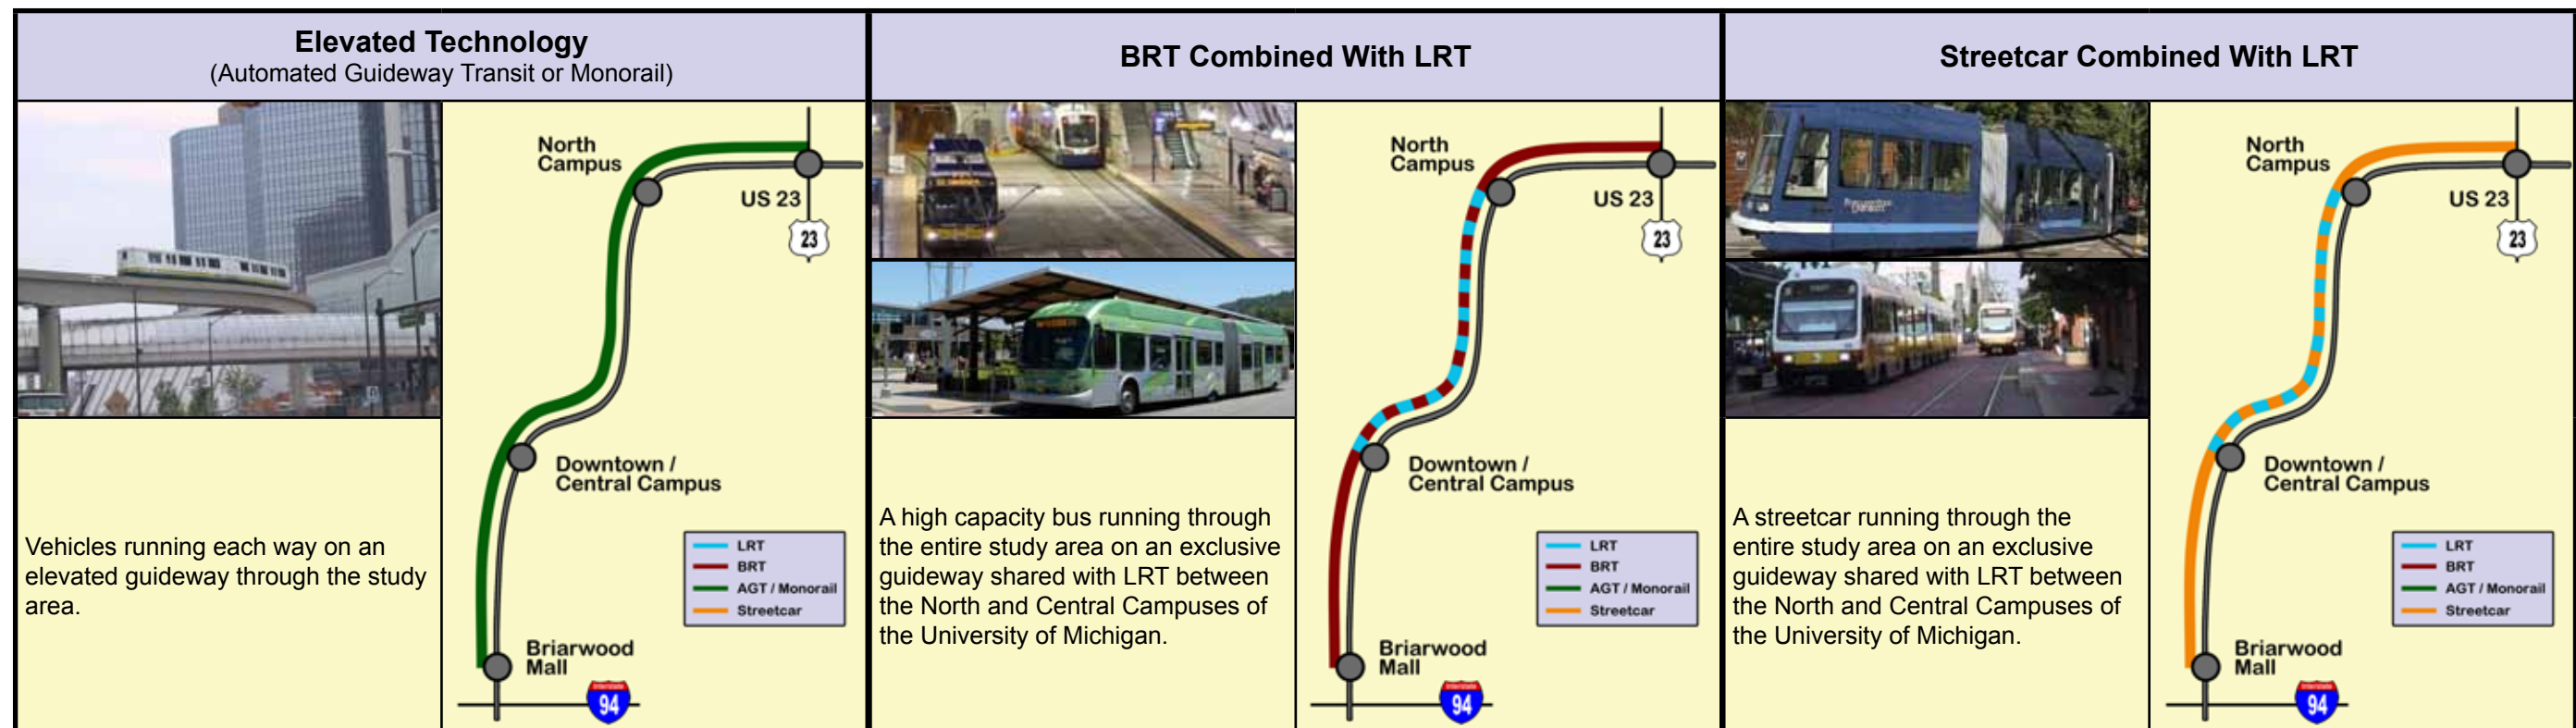 Elevated Technology
(Automated Guideway Transit or Monorail)
North
Campus
US 23
23
Downtown /
Central Campus
LRT
BRT
AGT / Monorail
Streetcar
Briarwood
Mall
94
Vehicles running each way on an
elevated guideway through the study
area.
BRT Combined With LRT
North
Campus
US 23
23
Downtown /
Central Campus
LRT
BRT
AGT / Monorail
Streetcar
Briarwood
Mall
94
A high capacity bus running through
the entire study area on an exclusive
guideway shared with LRT between
the North and Central Campuses of
the University of Michigan.
Streetcar Combined With LRT
North
Campus
US 23
23
Downtown /
Central Campus
LRT
BRT
AGT / Monorail
Streetcar
Briarwood
Mall
94
A streetcar running through the
entire study area on an exclusive
guideway shared with LRT between
the North and Central Campuses of
the University of Michigan.